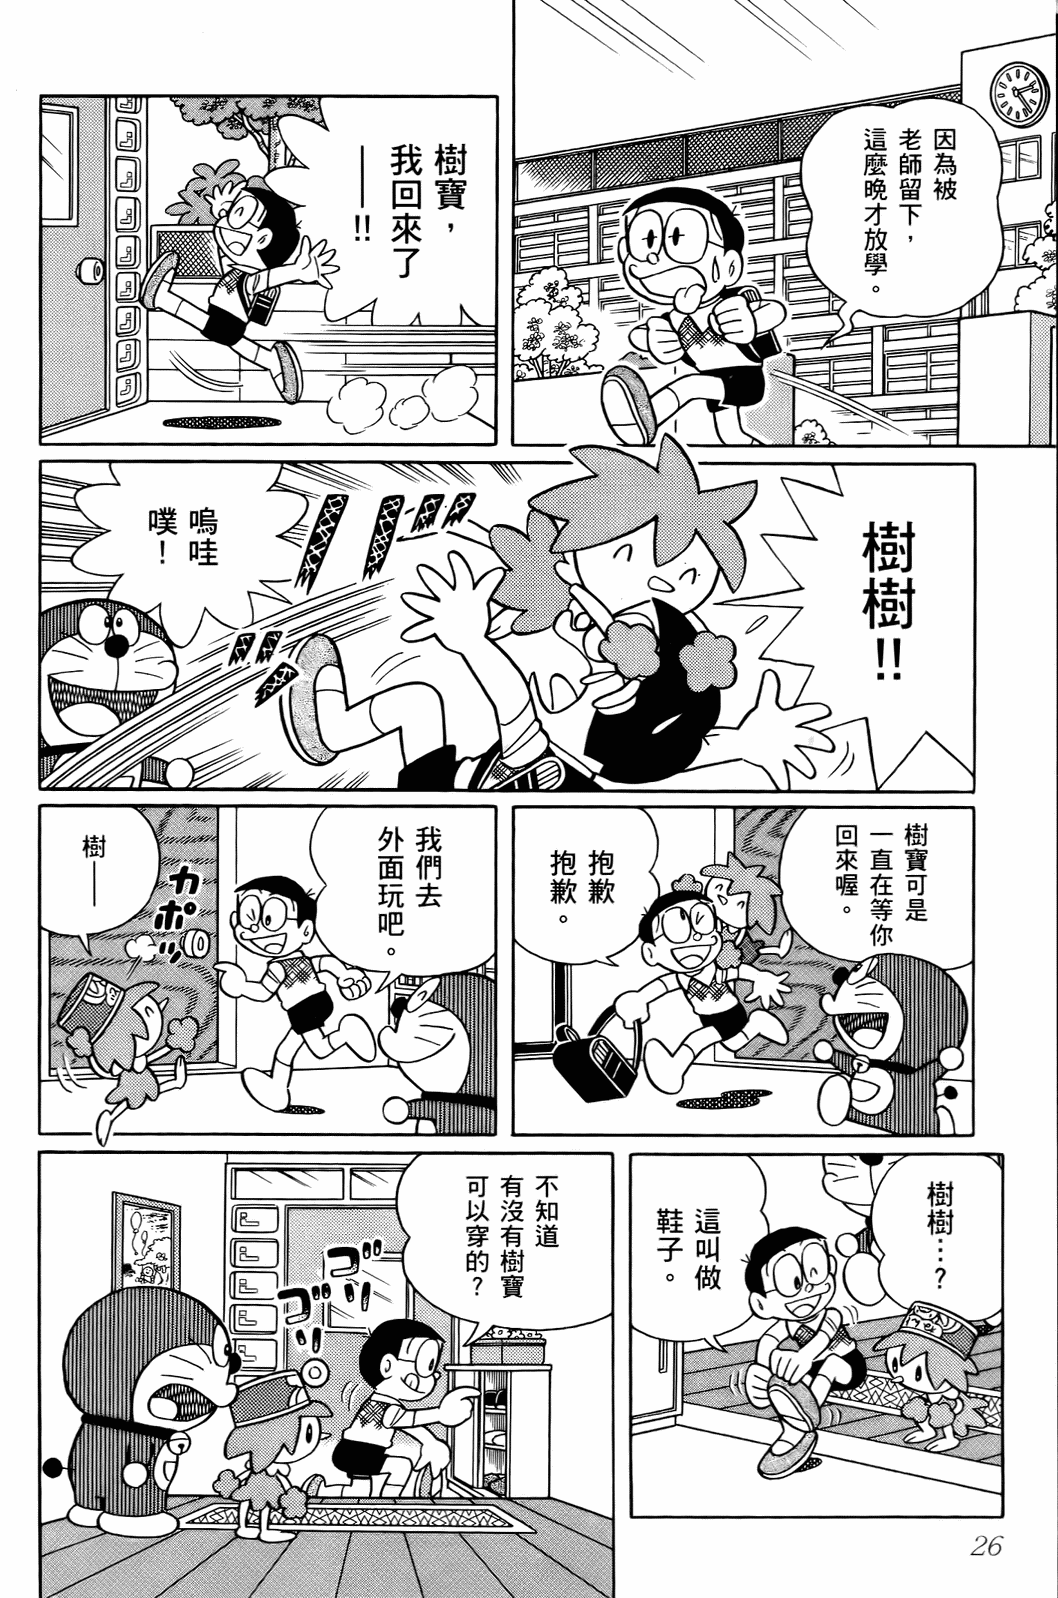 因為被
老師留下，
這麼晚才放學。
樹寶，
我回來了
──!!
樹樹!!
嗚哇
噗！
樹寶可是
一直在等你
回來喔。
抱歉
抱歉。
我們去
外面玩吧。
樹──
カポッ
樹樹…?
這叫做
鞋子。
不知道
有沒有樹寶
可以穿的?
ゴソ
ゴソ
26